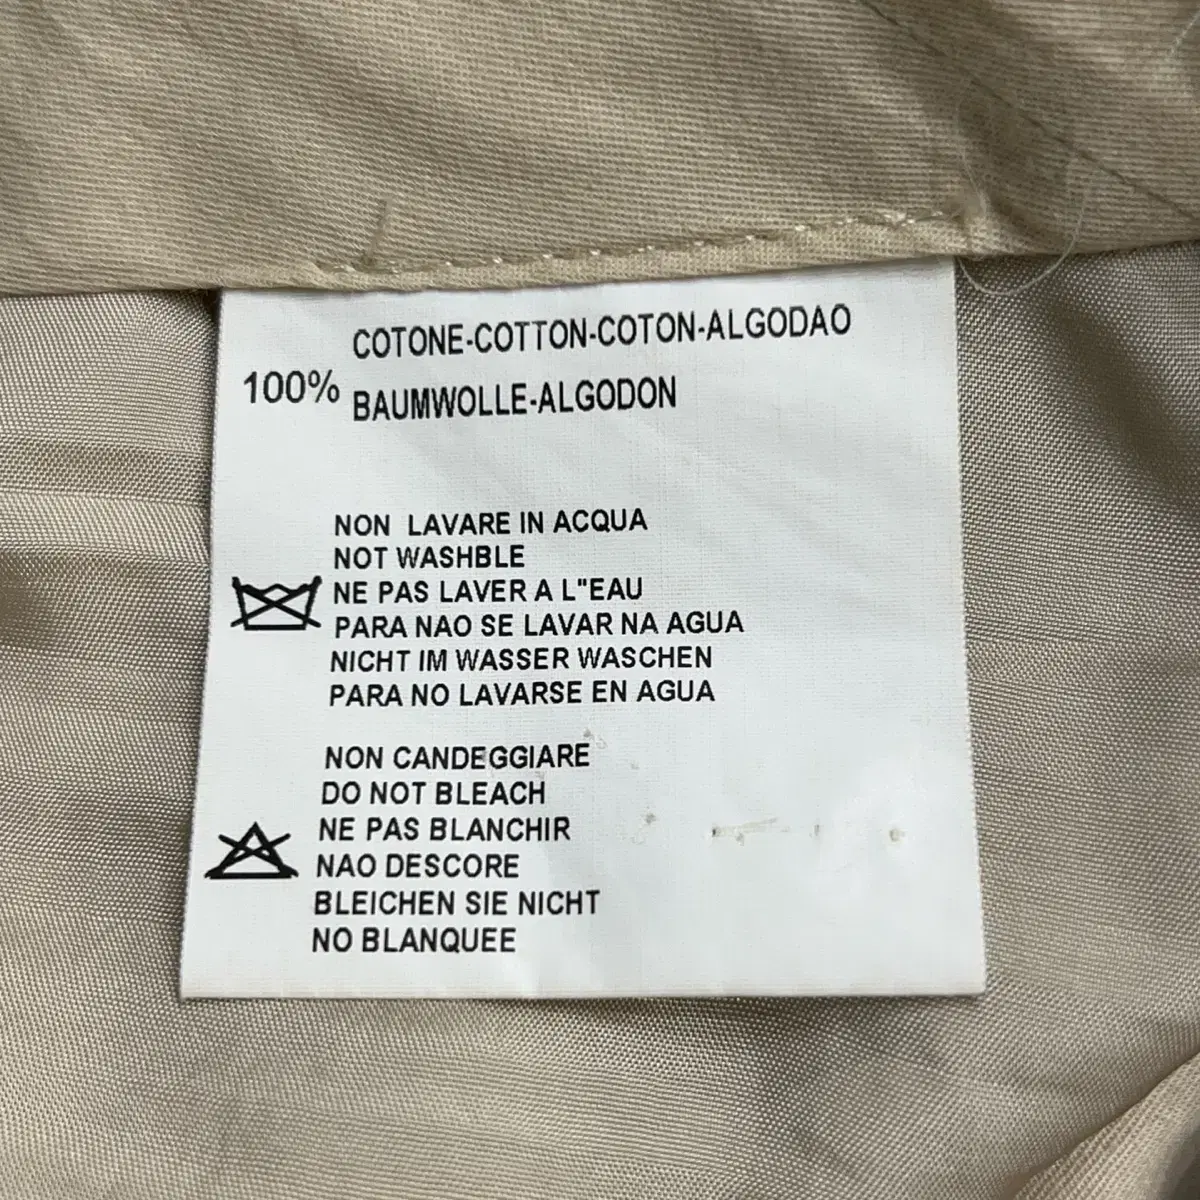 COTONE-COTTON-COTON-ALGODAO
100% BAUMWOLLE-ALGODON
NON LAVARE IN ACQUA
NOT WASHBLE
NE PAS LAVER A L"EAU
PARA NAO SE LAVAR NA AGUA
NICHT IM WASSER WASCHEN
PARA NO LAVARSE EN AGUA
NON CANDEGGIARE
DO NOT BLEACH
NE PAS BLANCHIR
NAO DESCORE
BLEICHEN SIE NICHT
NO BLANQUEE